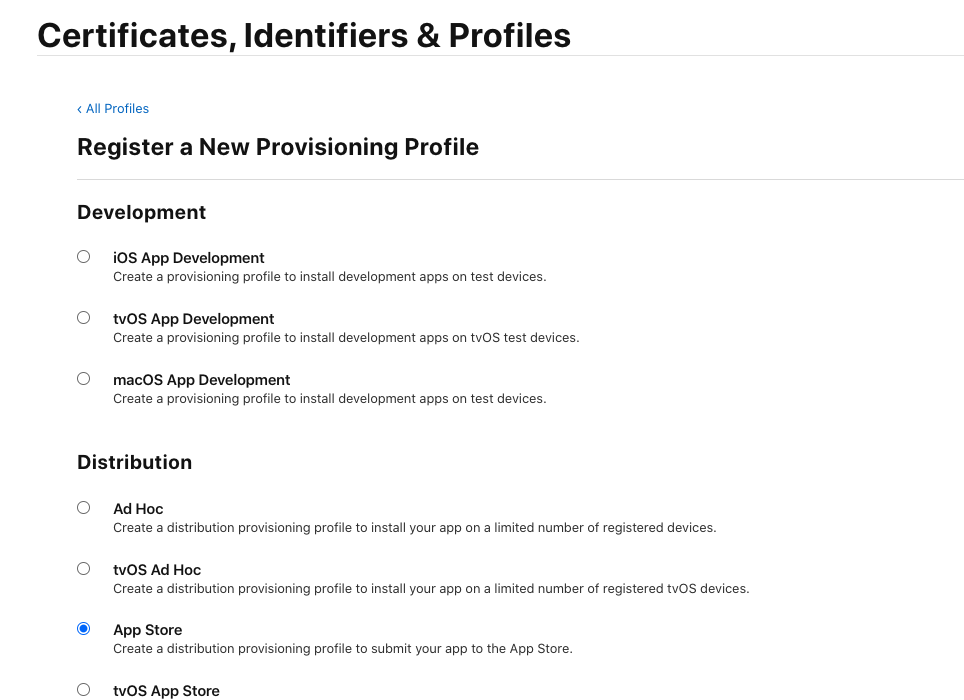 Certificates, Identifiers & Profiles
‹ All Profiles
Register a New Provisioning Profile
Development
iOS App Development
Create a provisioning profile to install development apps on test devices.
tvOS App Development
Create a provisioning profile to install development apps on tvOS test devices.
macOS App Development
Create a provisioning profile to install development apps on test devices.
Distribution
Ad Hoc
Create a distribution provisioning profile to install your app on a limited number of registered devices.
tvOS Ad Hoc
Create a distribution provisioning profile to install your app on a limited number of registered tvOS devices.
App Store
Create a distribution provisioning profile to submit your app to the App Store.
tvOS App Store